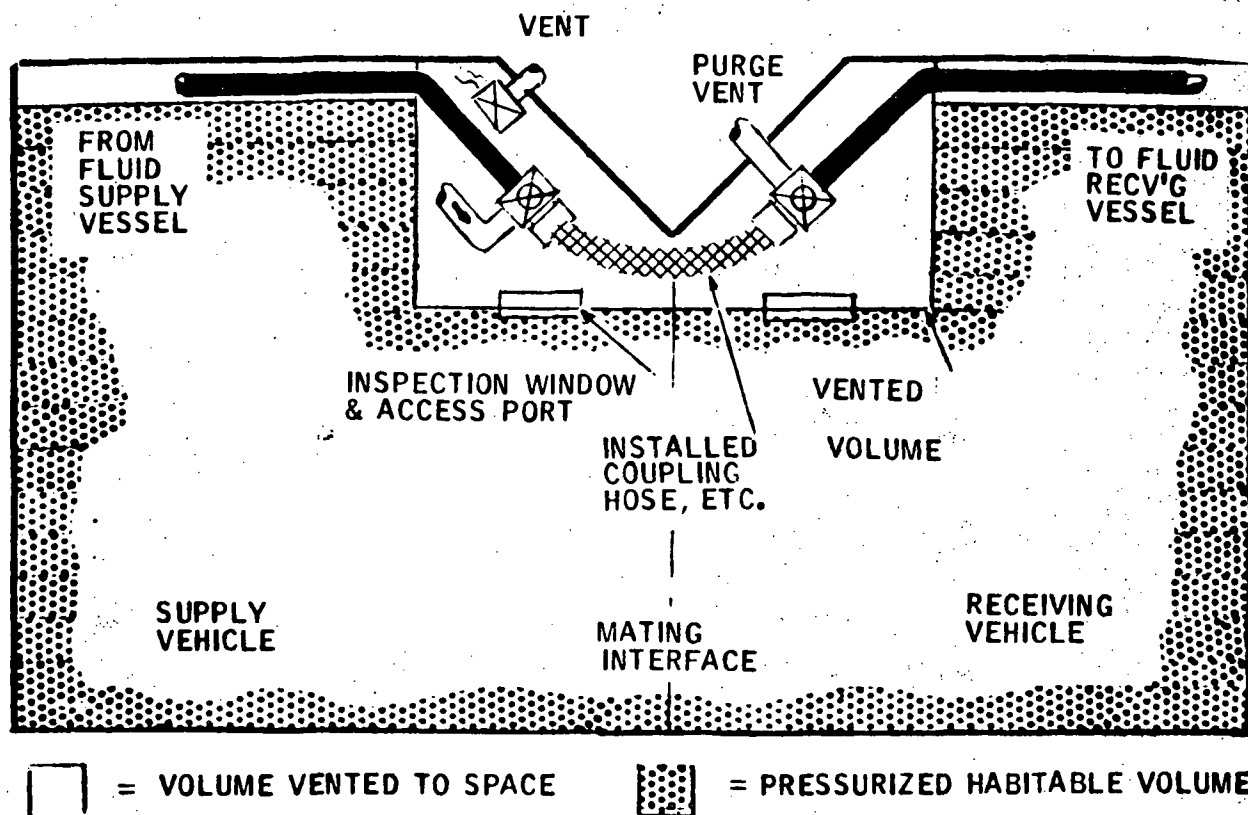 VENT
PURGE
VENT
FROM
FLUID
SUPPLY
VESSEL
TO FLUID
RECV'G
VESSEL
INSPECTION WINDOW
& ACCESS PORT
VENTED
VOLUME
INSTALLED
COUPLING
HOSE, ETC.
SUPPLY
VEHICLE
MATING
INTERFACE
RECEIVING
VEHICLE
= VOLUME VENTED TO SPACE
= PRESSURIZED HABITABLE VOLUME